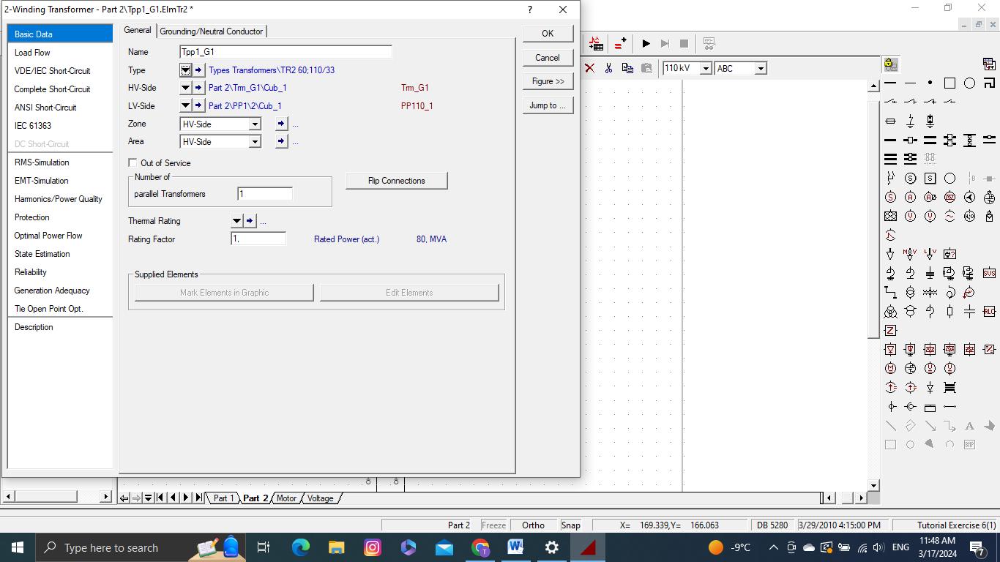 2-Winding Transformer - Part 2\Tpp1_G1.ElmTr2 *
?
Basic Data
Load Flow
VDE/IEC Short-Circuit
Complete Short-Circuit
ANSI Short-Circuit
IEC 61363
DC Short-Circuit
RMS-Simulation
EMT-Simulation
Harmonics/Power Quality
Protection
Optimal Power Flow
State Estimation
Reliability
Generation Adequacy
Tie Open Point Opt.
Description
General Grounding/Neutral Conductor
Name Tpp1_G1
Type Types Transfomers\TR2 60;110/33
HV-Side Part 2\Tm_G1\Cub_1 Tm_G1
LV-Side Part 2\PP1\2\Cub_1 PP110_1
Zone HV-Side ...
Area HV-Side ...
Out of Service
Number of
parallel Transformers 1
Flip Connections
Thermal Rating ...
Rating Factor 1, Rated Power (act.) 80, MVA
Supplied Elements
Mark Elements in Graphic Edit Elements
OK
Cancel
Figure >>
Jump to ...
110 kV ABC
Part 1 Part 2 Motor Voltage
Part 2 Freeze Ortho Snap X= 169.339,Y= 166.063 DB 5280 3/29/2010 4:15:00 PM Tutorial Exercise 6(1)
Type here to search
-9°C
ENG
11:48 AM
3/17/2024
7